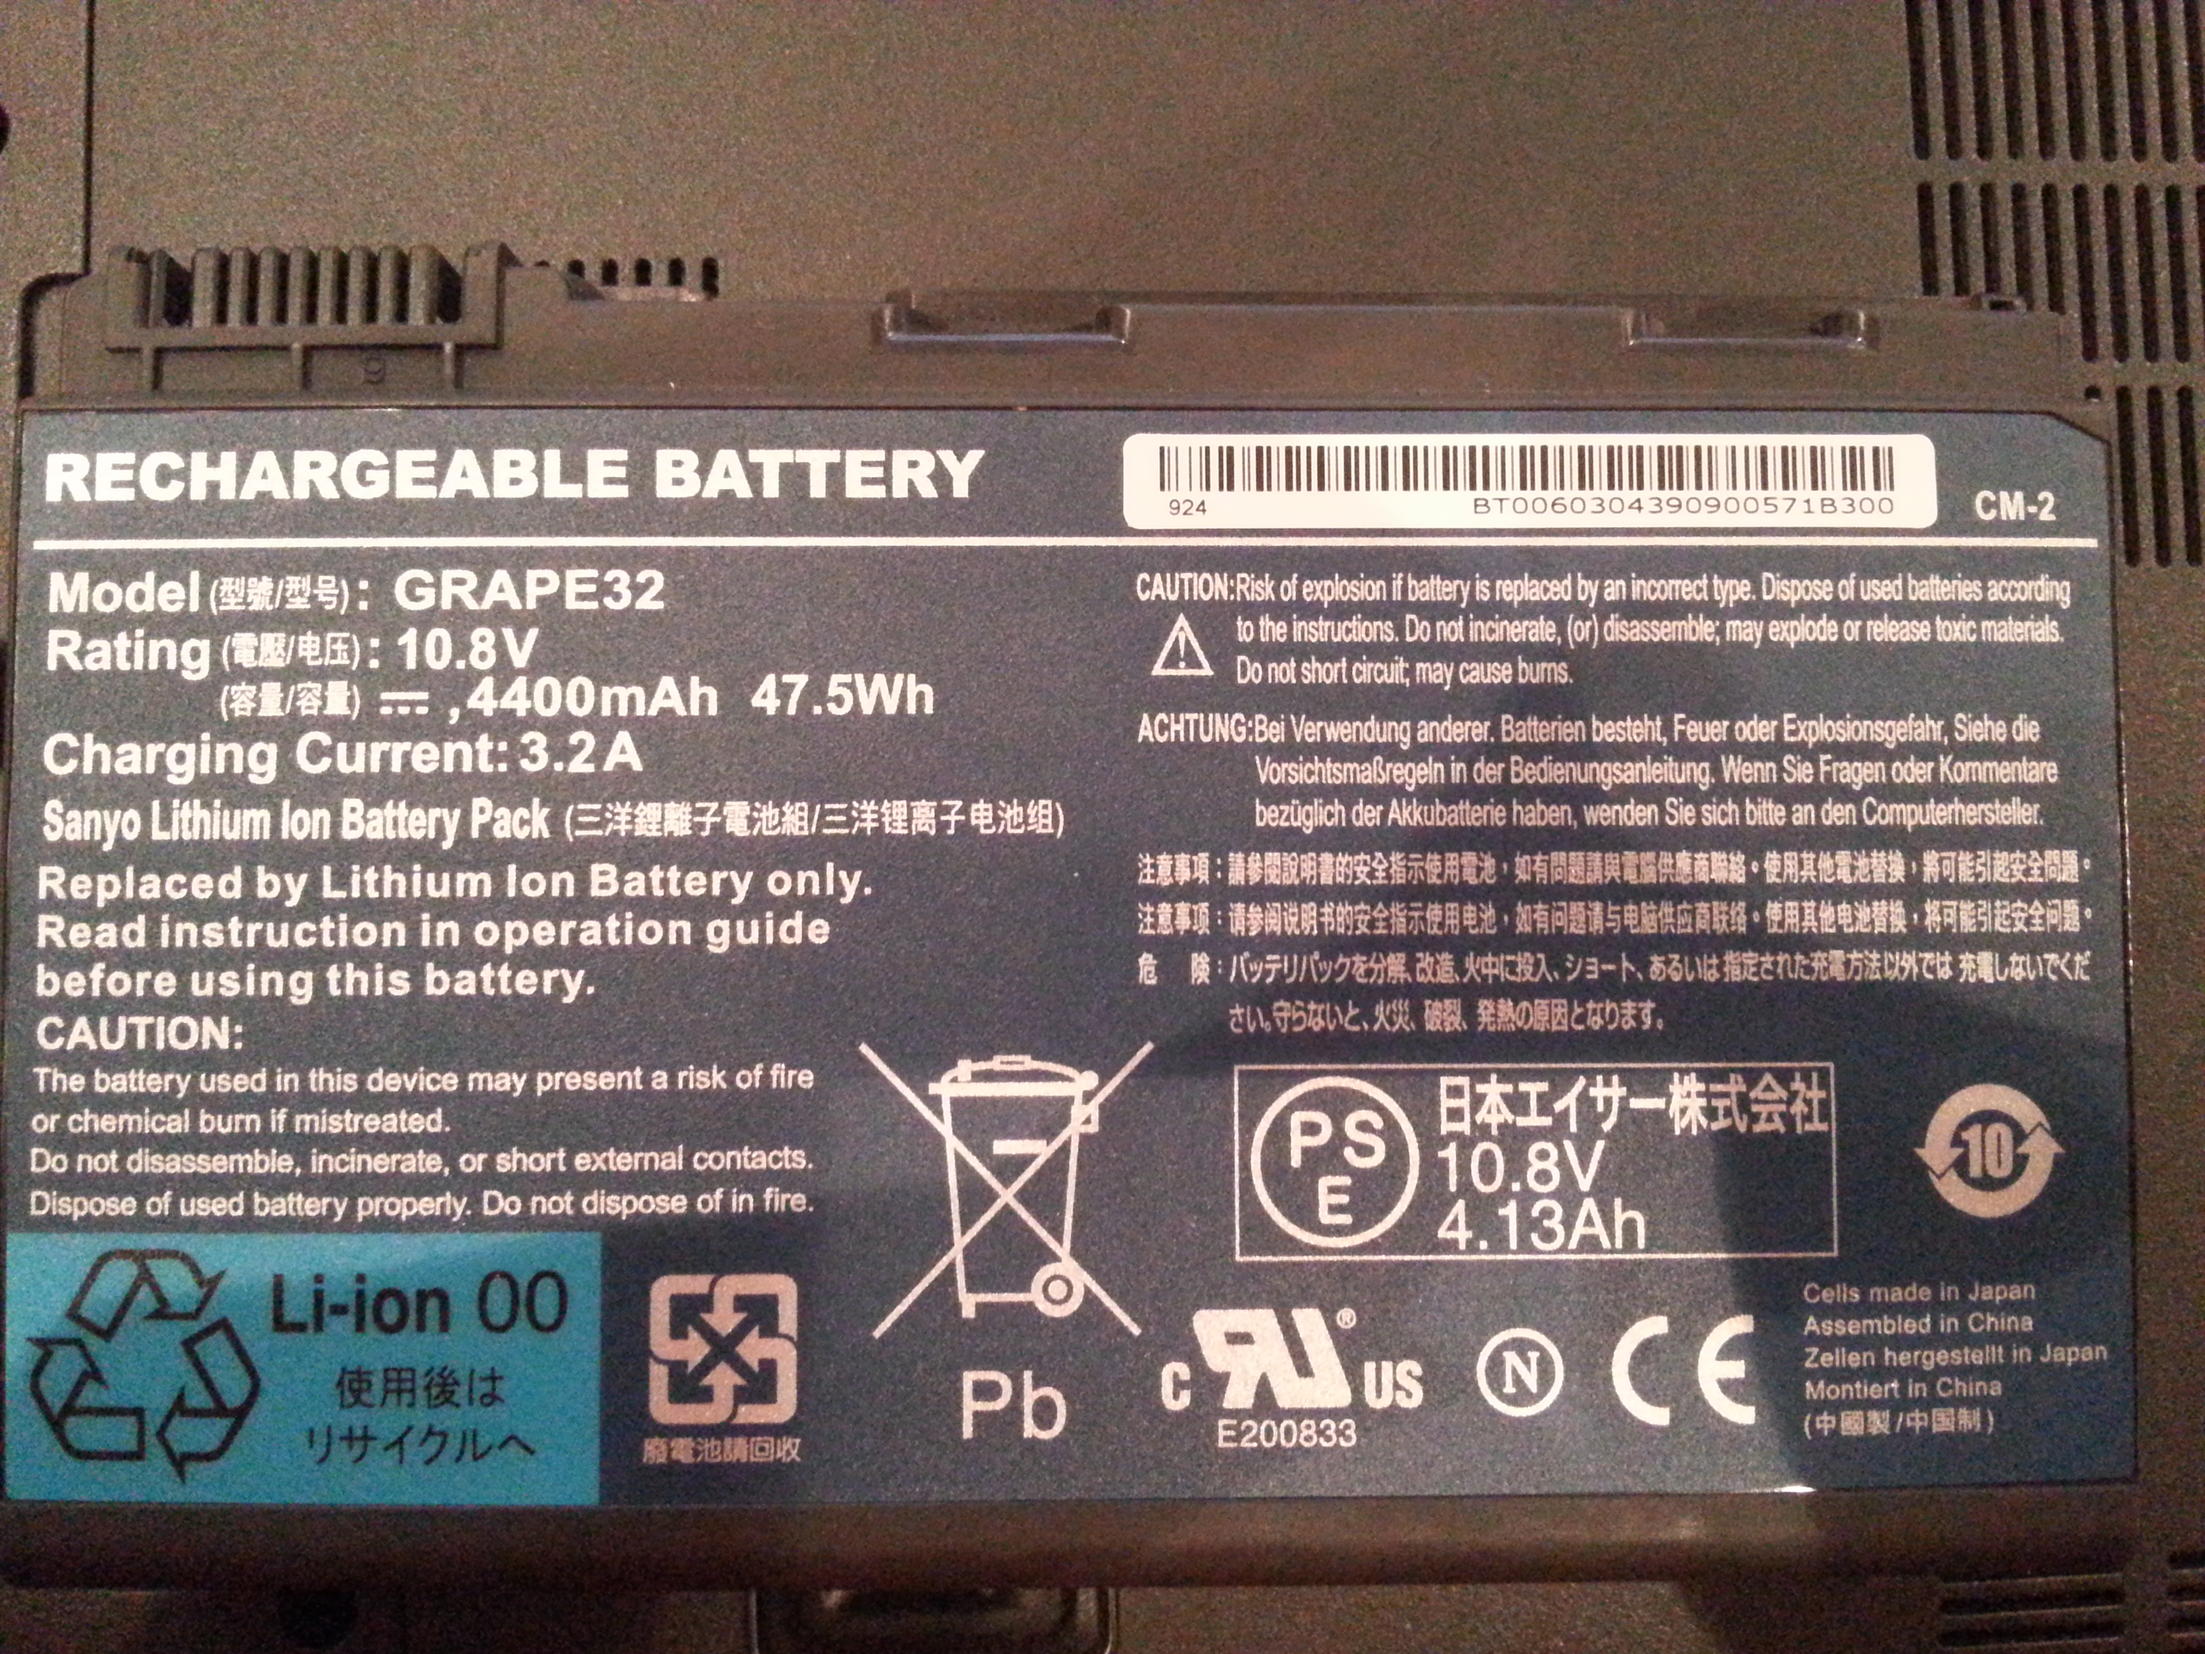 RECHARGEABLE BATTERY
924 BT0060304390900571B300
CM-2
Model (型號/型号): GRAPE32
Rating (電壓/电压): 10.8V
(容量/容量) ⎓ ,4400mAh 47.5Wh
Charging Current: 3.2A
Sanyo Lithium Ion Battery Pack (三洋鋰離子電池組/三洋锂离子电池组)
Replaced by Lithium Ion Battery only.
Read instruction in operation guide
before using this battery.
CAUTION:
The battery used in this device may present a risk of fire
or chemical burn if mistreated.
Do not disassemble, incinerate, or short external contacts.
Dispose of used battery properly. Do not dispose of in fire.
Li-ion 00
使用後は
リサイクルへ
廢電池請回收
Pb
CAUTION:Risk of explosion if battery is replaced by an incorrect type. Dispose of used batteries according
to the instructions. Do not incinerate, (or) disassemble; may explode or release toxic materials.
Do not short circuit; may cause burns.
ACHTUNG:Bei Verwendung anderer. Batterien besteht, Feuer oder Explosionsgefahr, Siehe die
Vorsichtsmaßregeln in der Bedienungsanleitung. Wenn Sie Fragen oder Kommentare
bezüglich der Akkubatterie haben, wenden Sie sich bitte an den Computerhersteller.
注意事項：請參閱說明書的安全指示使用電池，如有問題請與電腦供應商聯絡。使用其他電池替換，將可能引起安全問題。
注意事项：请参阅说明书的安全指示使用电池，如有问题请与电脑供应商联络。使用其他电池替换，将可能引起安全问题。
危 険：バッテリパックを分解、改造、火中に投入、ショート、あるいは指定された充電方法以外では 充電しないでくだ
さい。守らないと、火災、破裂、発熱の原因となります。
PS
E
日本エイサー株式会社
10.8V
4.13Ah
10
C RU® US
E200833
N
CE
Cells made in Japan
Assembled in China
Zellen hergestellt in Japan
Montiert in China
(中國製/中国制)
9